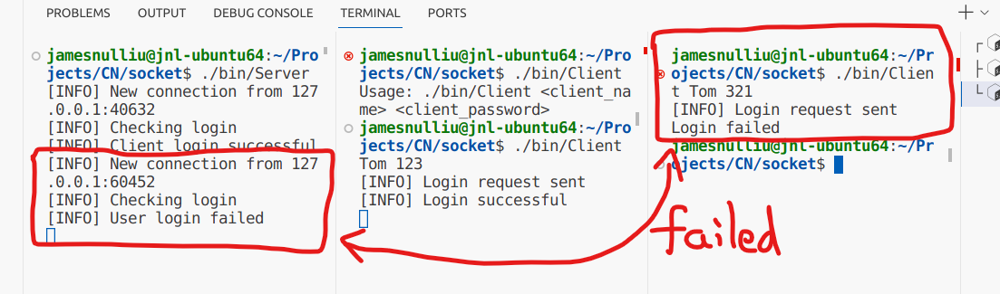 PROBLEMS OUTPUT DEBUG CONSOLE TERMINAL PORTS
jamesnulliu@jnl-ubuntu64:~/Pro
jects/CN/socket$ ./bin/Server
[INFO] New connection from 127
.0.0.1:40632
[INFO] Checking login
[INFO] Client login successful
[INFO] New connection from 127
.0.0.1:60452
[INFO] Checking login
[INFO] User login failed
jamesnulliu@jnl-ubuntu64:~/Pro
jects/CN/socket$ ./bin/Client
Usage: ./bin/Client <client_na
me> <client_password>
jamesnulliu@jnl-ubuntu64:~/Pro
jects/CN/socket$ ./bin/Client
Tom 123
[INFO] Login request sent
[INFO] Login successful
jamesnulliu@jnl-ubuntu64:~/Pr
ojects/CN/socket$ ./bin/Clien
t Tom 321
[INFO] Login request sent
Login failed
jamesnulliu@jnl-ubuntu64:~/Pr
ojects/CN/socket$
failed